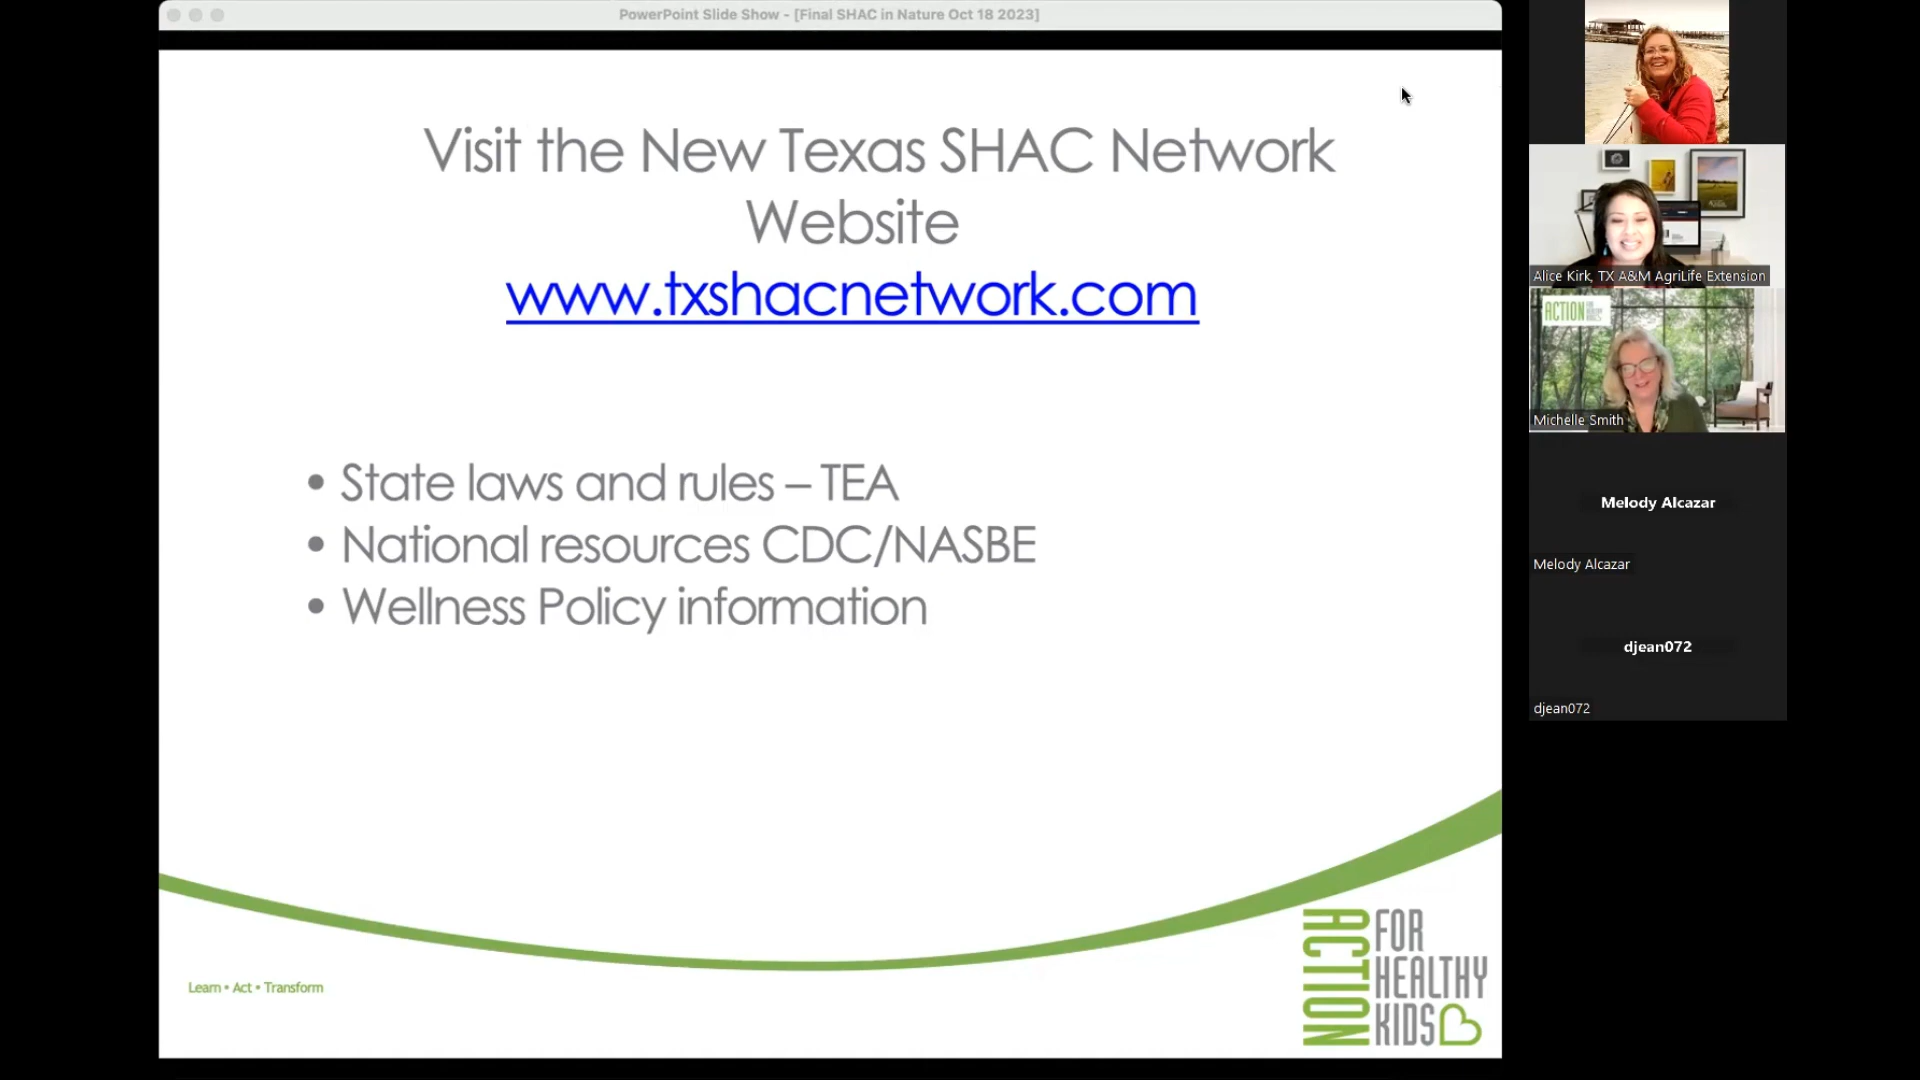 PowerPoint Slide Show - [Final SHAC in Nature Oct 18 2023]
Visit the New Texas SHAC Network
Website
www.txshacnetwork.com
• State laws and rules – TEA
• National resources CDC/NASBE
• Wellness Policy information
Learn • Act • Transform
ACTION
FOR
HEALTHY
KIDS
Alice Kirk, TX A&M AgriLife Extension
ACTION
Michelle Smith
Melody Alcazar
Melody Alcazar
djean072
djean072